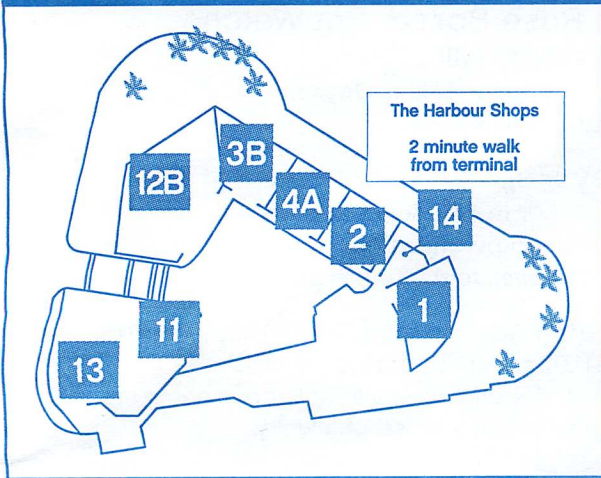 The Harbour Shops
2 minute walk
from terminal
3B
12B
4A
14
2
1
11
13